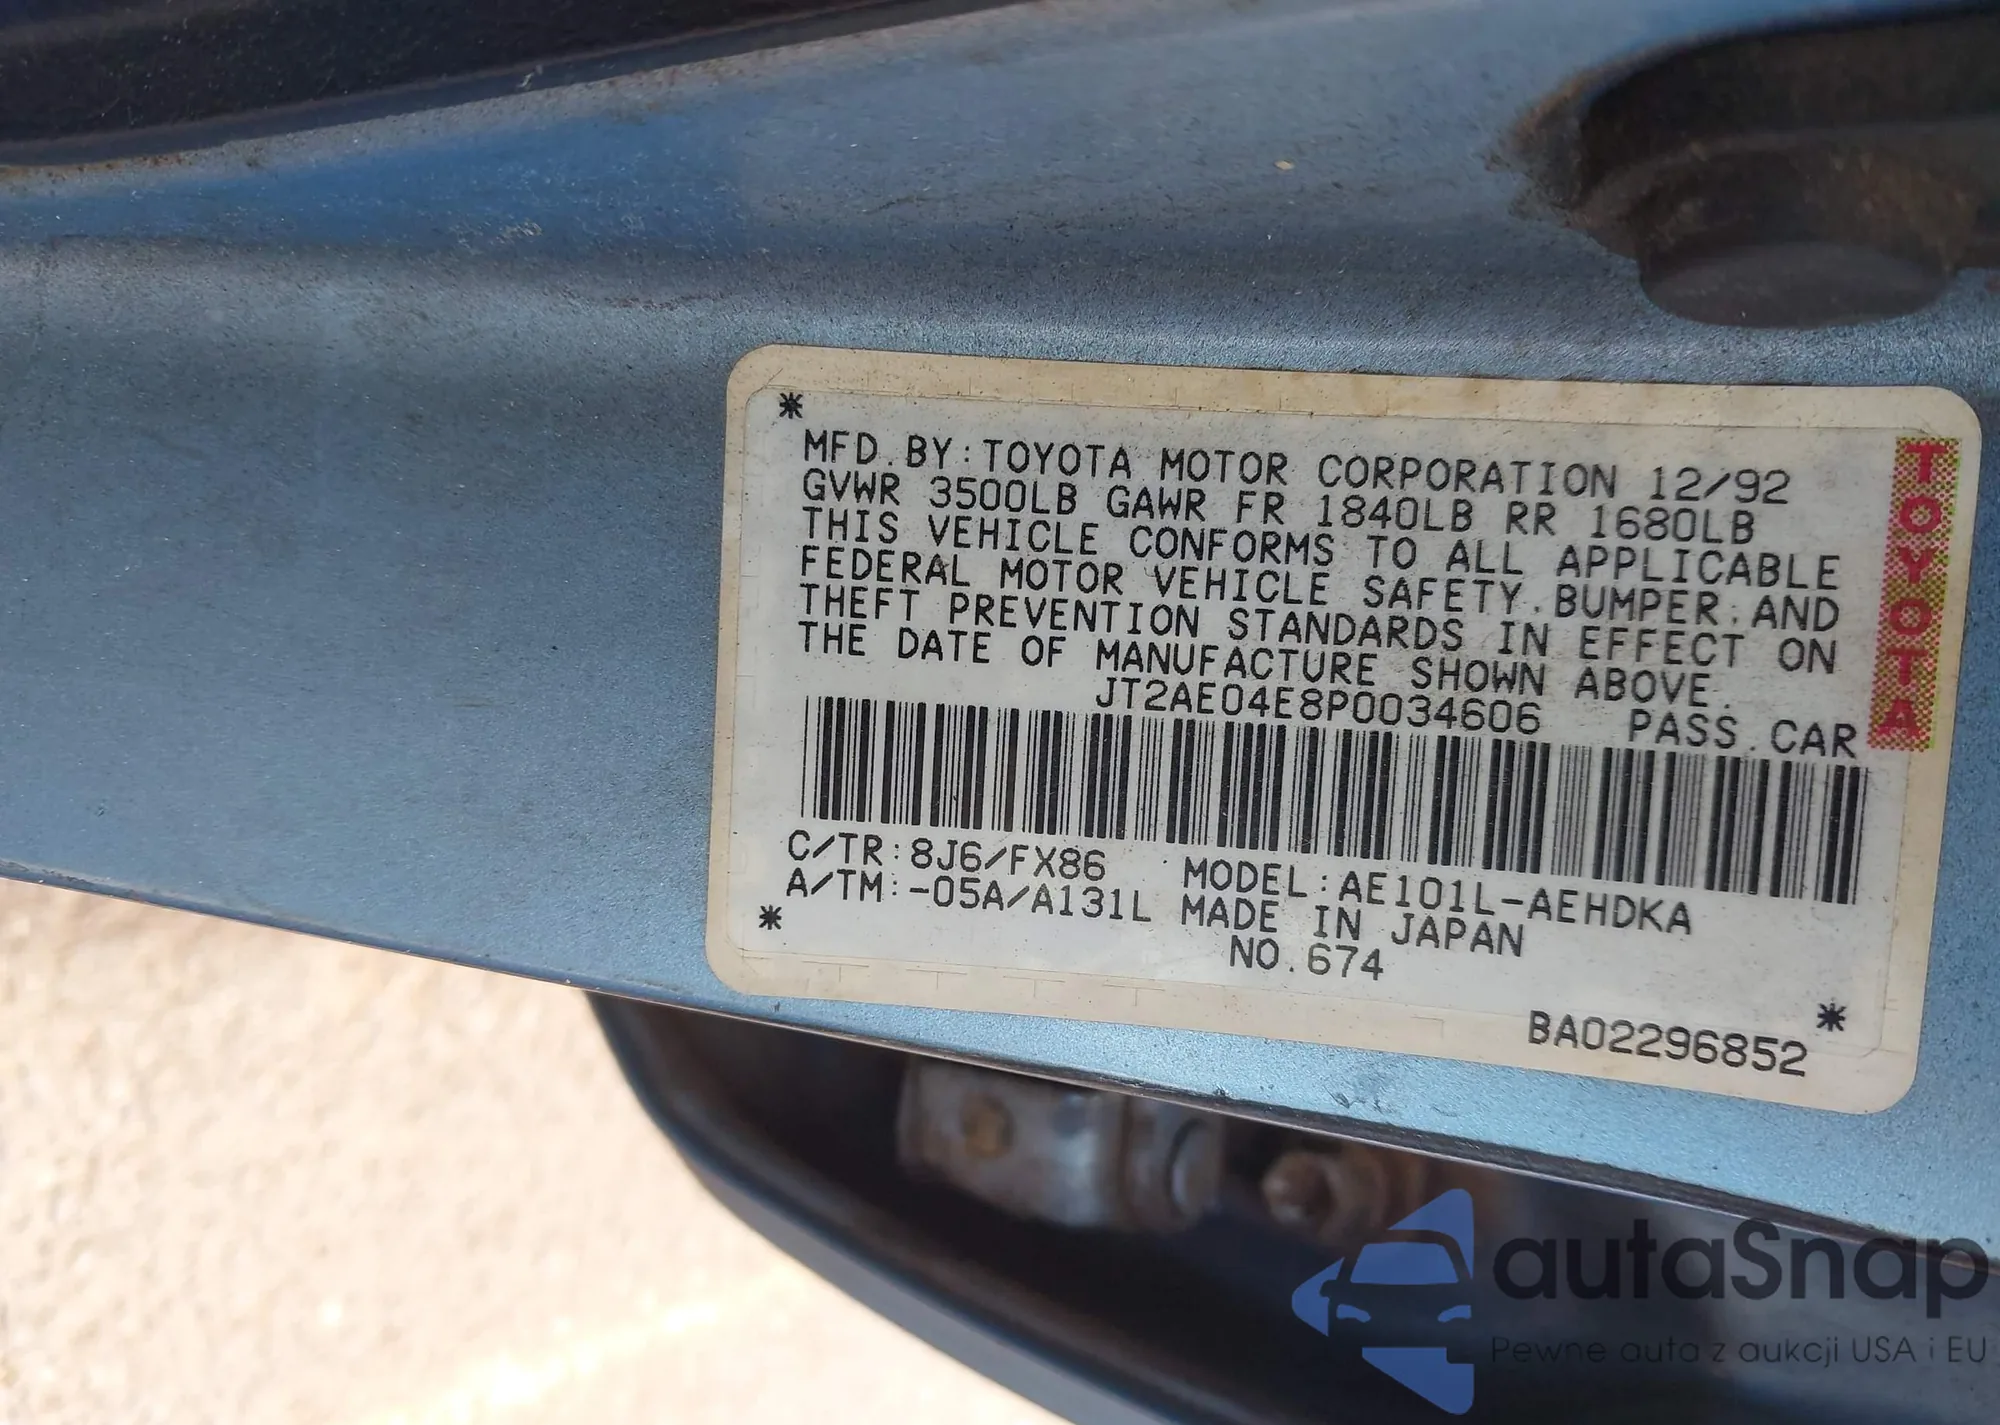 *
MFD.BY:TOYOTA MOTOR CORPORATION 12/92
GVWR 3500LB GAWR FR 1840LB RR 1680LB
THIS VEHICLE CONFORMS TO ALL APPLICABLE
FEDERAL MOTOR VEHICLE SAFETY.BUMPER.AND
THEFT PREVENTION STANDARDS IN EFFECT ON
THE DATE OF MANUFACTURE SHOWN ABOVE.
JT2AE04E8P0034606 PASS.CAR
TOYOTA
C/TR:8J6/FX86 MODEL:AE101L-AEHDKA
A/TM:-05A/A131L MADE IN JAPAN
* NO.674
BA02296852 *
autaSnap
Pewne auta z aukcji USA i EU